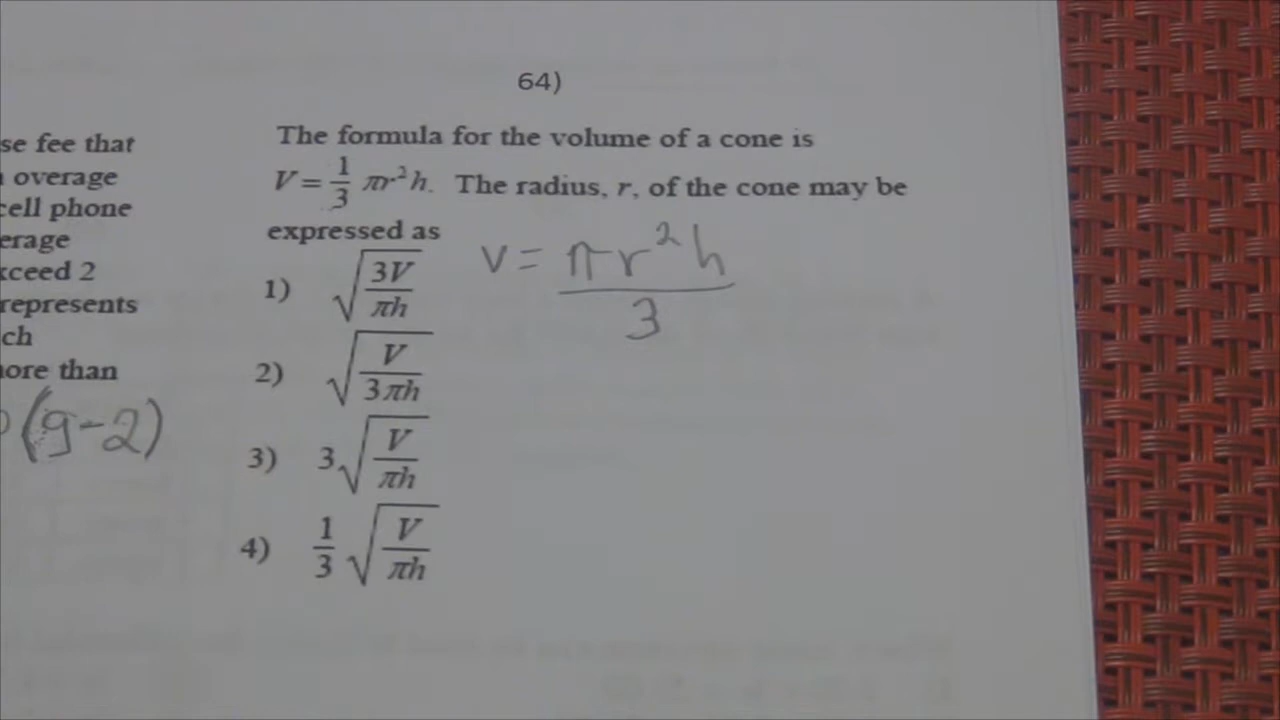 64)
se fee that
overage
cell phone
erage
xceed 2
represents
ch
more than
(g-2)
The formula for the volume of a cone is
V = 1/3 πr²h. The radius, r, of the cone may be
expressed as
V = πr²h/3
1) √(3V/πh)
2) √(V/3πh)
3) 3√(V/πh)
4) 1/3 √(V/πh)